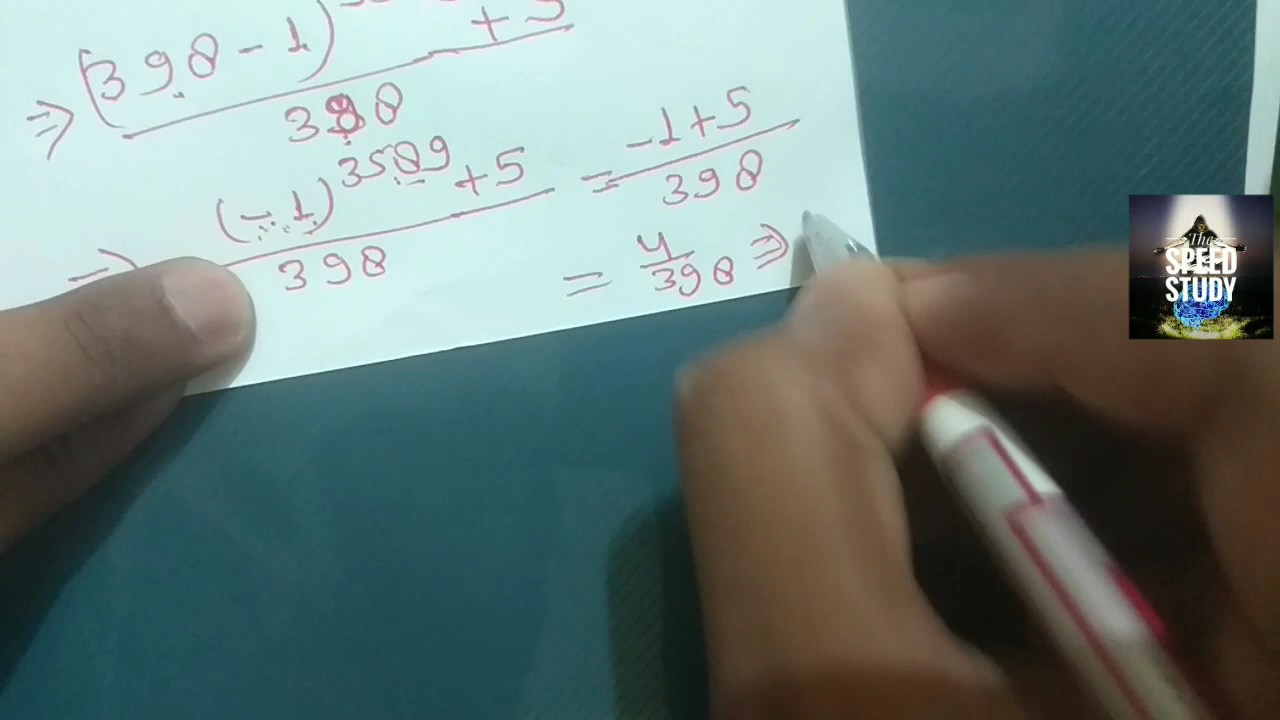 ⇒ (398 - 1) + 5
398
⇒ (-1)^3589 + 5 = -1+5
398 398
= 4/398 ⇒
The
SPEED
STUDY